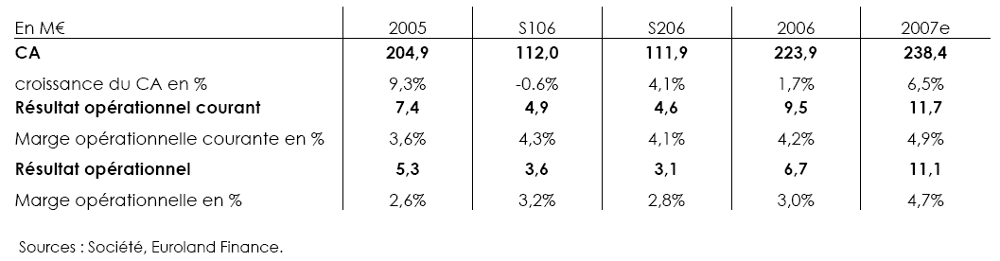 En M€ 2005 S106 S206 2006 2007e
CA 204,9 112,0 111,9 223,9 238,4
croissance du CA en % 9,3% -0.6% 4,1% 1,7% 6,5%
Résultat opérationnel courant 7,4 4,9 4,6 9,5 11,7
Marge opérationnelle courante en % 3,6% 4,3% 4,1% 4,2% 4,9%
Résultat opérationnel 5,3 3,6 3,1 6,7 11,1
Marge opérationnelle en % 2,6% 3,2% 2,8% 3,0% 4,7%
Sources : Société, Euroland Finance.